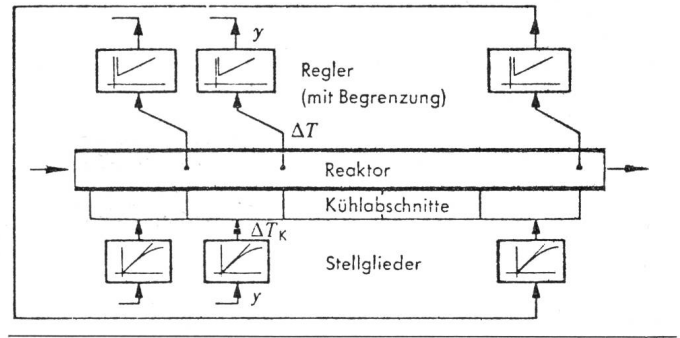 y
Regler
(mit Begrenzung)
ΔT
Reaktor
Kühlabschnitte
ΔT_K
Stellglieder
y